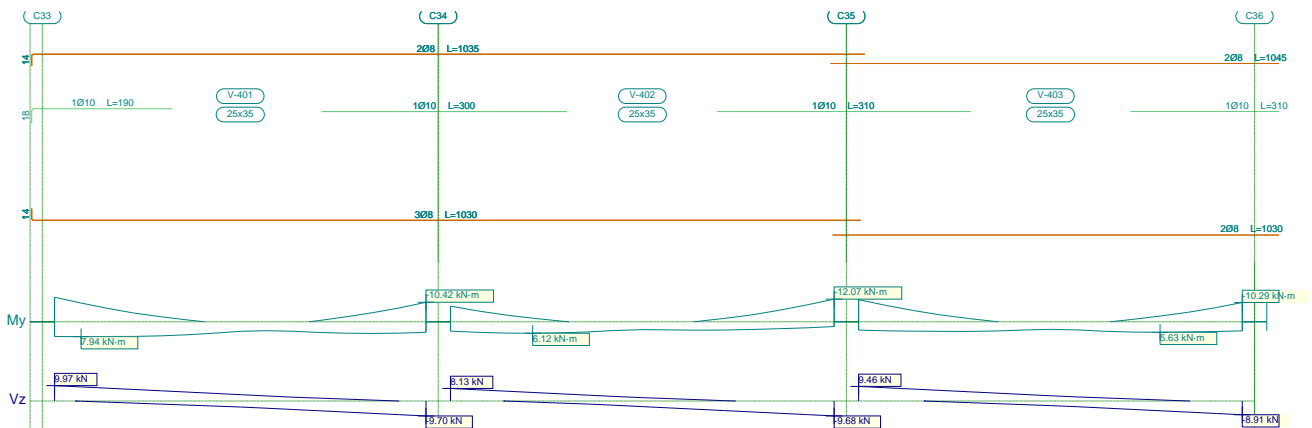 C33 C34 C35 C36
2Ø8 L=1035
14
2Ø8 L=1045
V-401 V-402 V-403
1Ø10 L=190
18
1Ø10 L=300
1Ø10 L=310
1Ø10 L=310
25x35 25x35 25x35
14
3Ø8 L=1030
2Ø8 L=1030
-10.42 kN·m
-12.07 kN·m
-10.29 kN·m
My
7.94 kN·m
6.12 kN·m
5.63 kN·m
9.97 kN
8.13 kN
9.46 kN
Vz
-9.70 kN
-9.68 kN
-8.91 kN